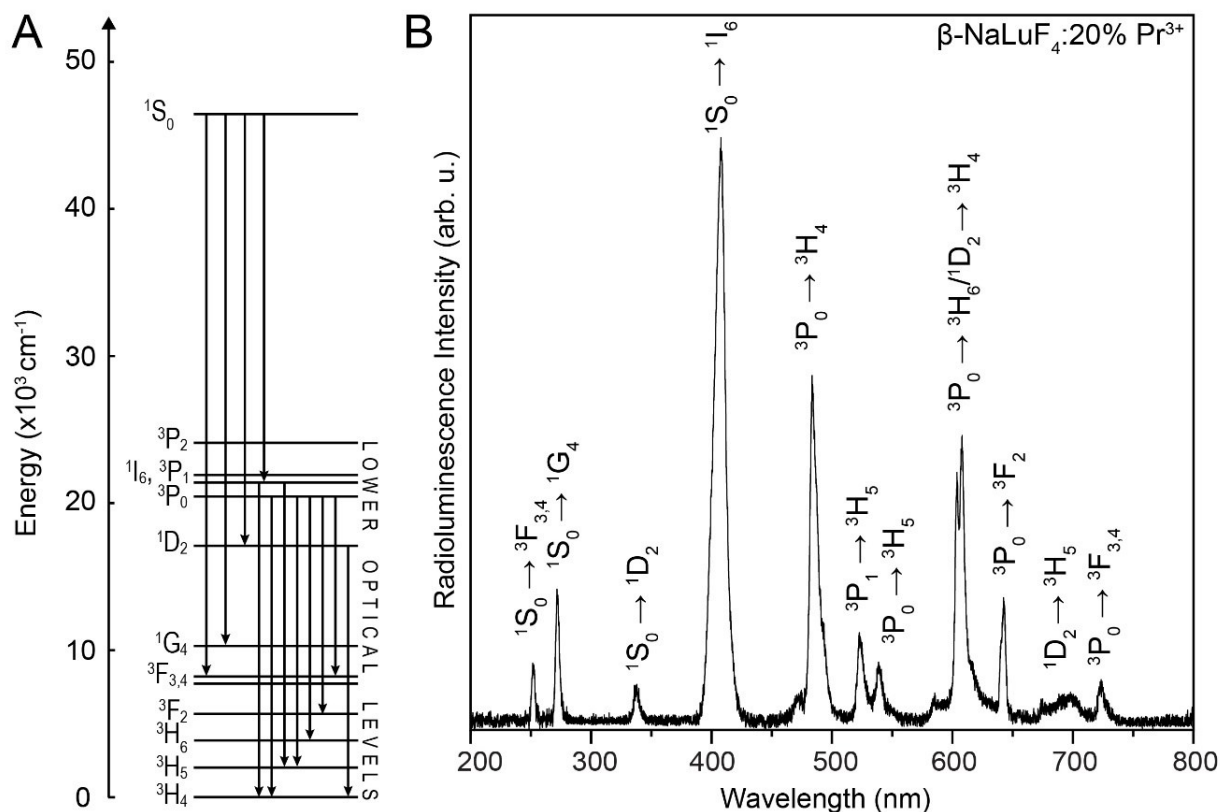 A
Energy (x10³ cm⁻¹)
50
40
30
20
10
0
¹S₀
³P₂
¹I₆, ³P₁
³P₀
¹D₂
¹G₄
³F₃,₄
³F₂
³H₆
³H₅
³H₄
LOWER OPTICAL LEVELS
B
β-NaLuF₄:20% Pr³⁺
Radioluminescence Intensity (arb. u.)
¹S₀ → ³F₃,₄
¹S₀ → ¹G₄
¹S₀ → ¹D₂
¹S₀ → ¹I₆
³P₀ → ³H₄
³P₁ → ³H₅
³P₀ → ³H₅
³P₀ → ³H₆/¹D₂ → ³H₄
³P₀ → ³F₂
¹D₂ → ³H₅
³P₀ → ³F₃,₄
200 300 400 500 600 700 800
Wavelength (nm)